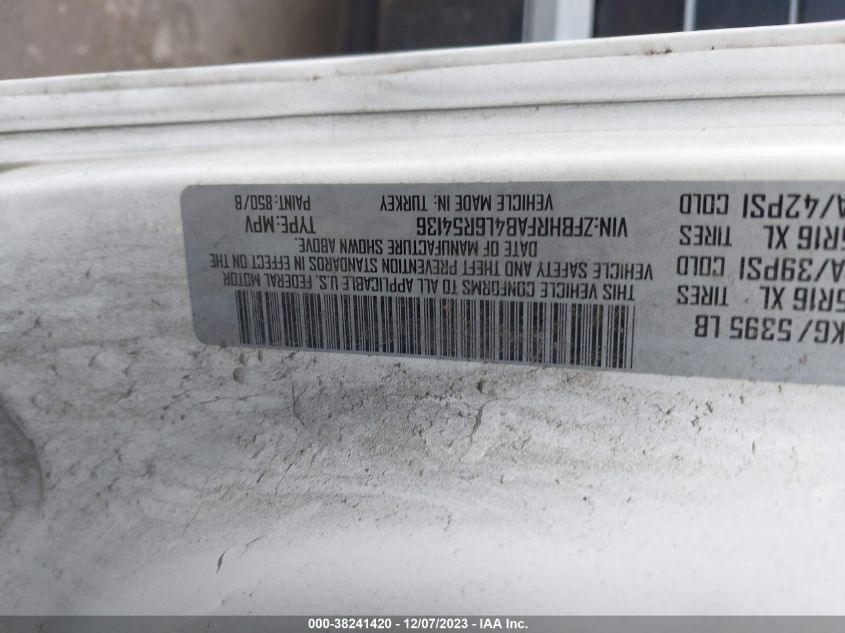 KG/ 5395 LB
5R16 XL TIRES
A/39PSI COLD
5R16 XL TIRES
A/42PSI COLD
THIS VEHICLE CONFORMS TO ALL APPLICABLE U.S. FEDERAL MOTOR
VEHICLE SAFETY AND THEFT PREVENTION STANDARDS IN EFFECT ON THE
DATE OF MANUFACTURE SHOWN ABOVE.
VIN:ZFBHRFAB4L6R54136 TYPE:MPV
VEHICLE MADE IN: TURKEY PAINT:850/B
000-38241420 - 12/07/2023 - IAA Inc.